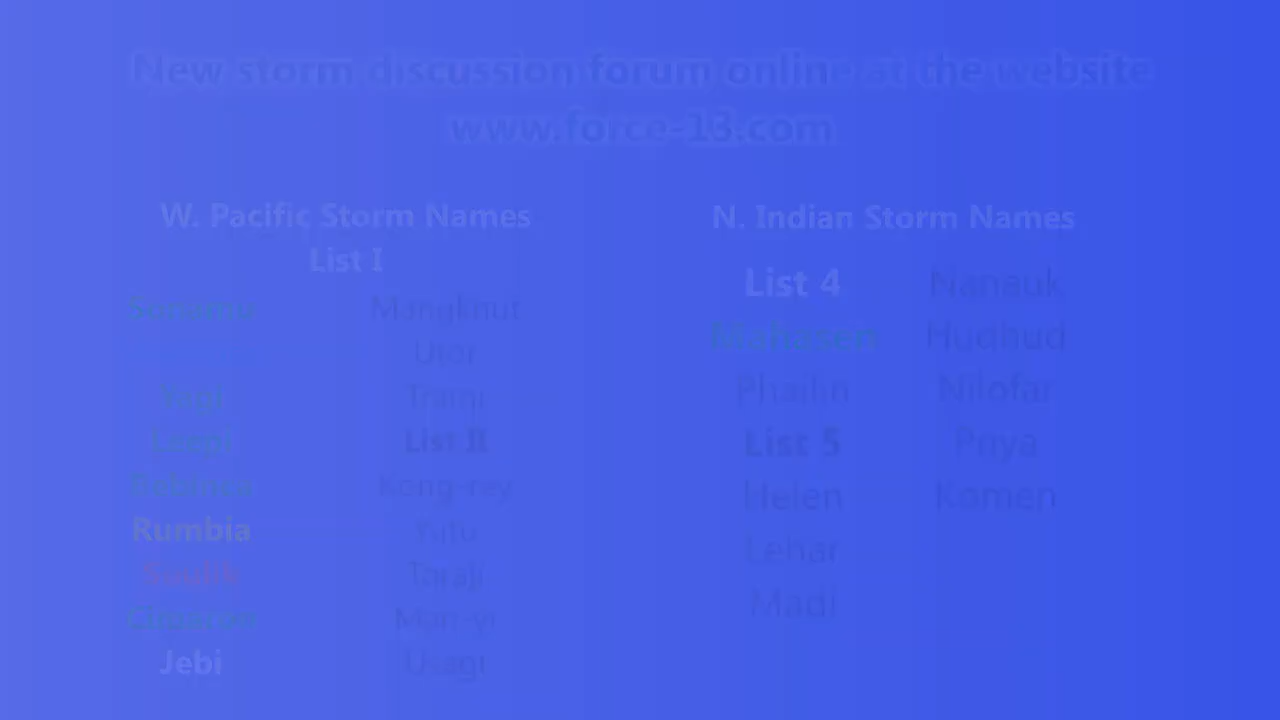 New storm discussion forum online at the website
www.force-13.com
W. Pacific Storm Names
List I
Sonamu
Yagi
Leepi
Bebinca
Rumbia
Soulik
Cimaron
Jebi
Mangkhut
Utor
Trami
List II
Kong-rey
Yutu
Toraji
Man-yi
Usagi
N. Indian Storm Names
List 4
Mahasen
Phailin
List 5
Helen
Lehar
Madi
Nanauk
Hudhud
Nilofar
Priya
Komen